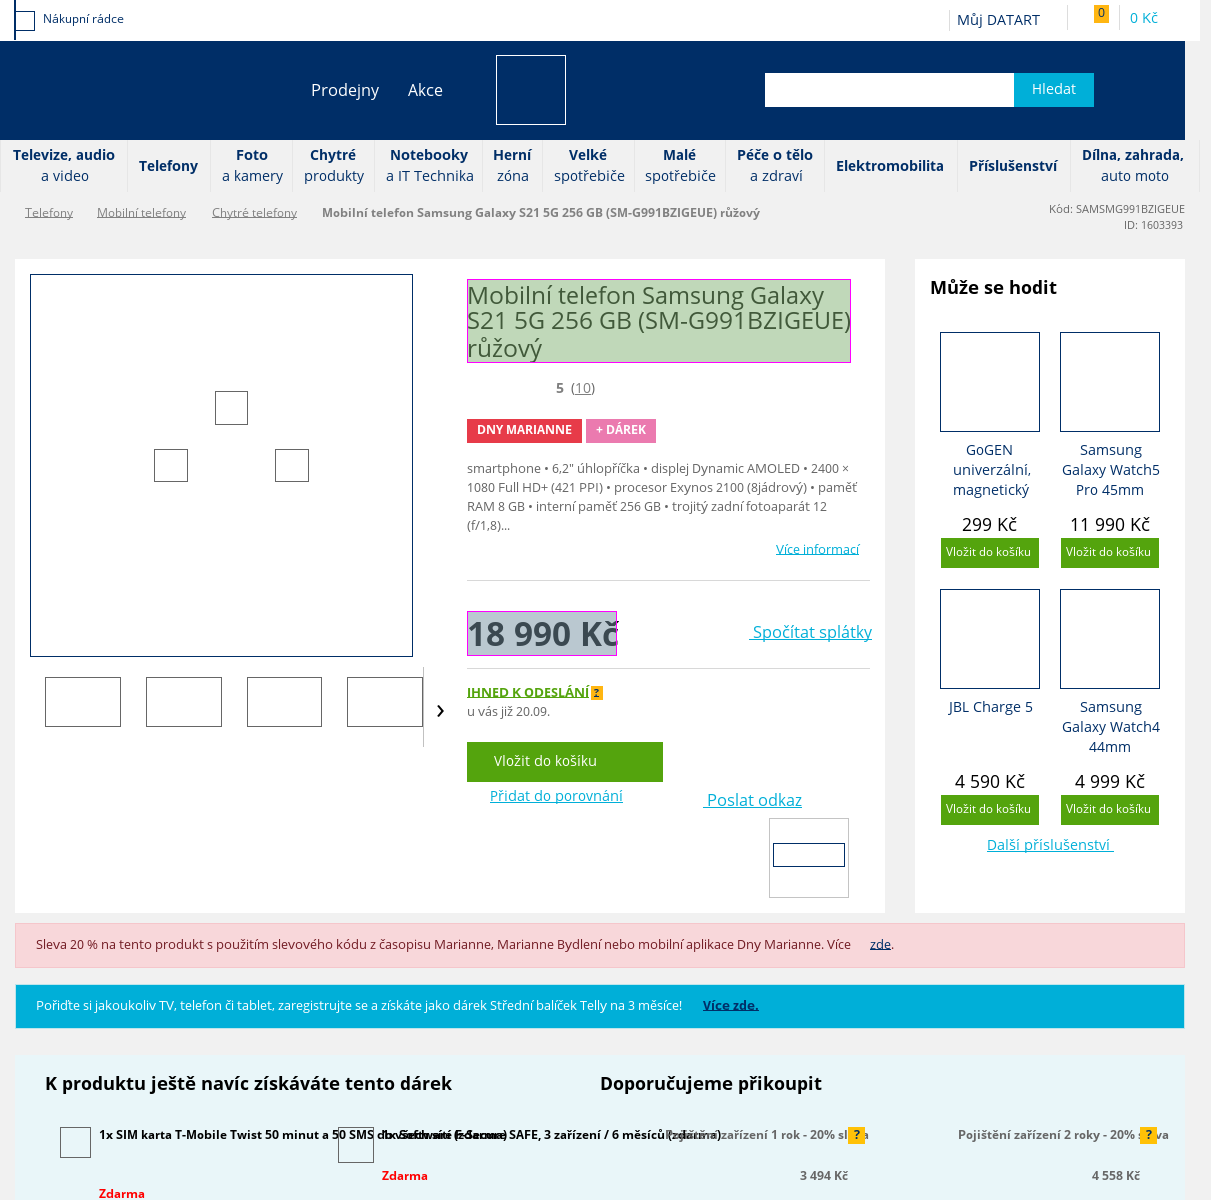 Nákupní rádce
Můj DATART
0
0 Kč
Prodejny
Akce
Hledat
Televize, audio
a video
Telefony
Foto
a kamery
Chytré
produkty
Notebooky
a IT Technika
Herní
zóna
Velké
spotřebiče
Malé
spotřebiče
Péče o tělo
a zdraví
Elektromobilita
Příslušenství
Dílna, zahrada,
auto moto
Telefony
Mobilní telefony
Chytré telefony
Mobilní telefon Samsung Galaxy S21 5G 256 GB (SM-G991BZIGEUE) růžový
Kód: SAMSMG991BZIGEUE
ID: 1603393
Mobilní telefon Samsung Galaxy
S21 5G 256 GB (SM-G991BZIGEUE)
růžový
5 (10)
DNY MARIANNE
+ DÁREK
smartphone • 6,2" úhlopříčka • displej Dynamic AMOLED • 2400 ×
1080 Full HD+ (421 PPI) • procesor Exynos 2100 (8jádrový) • paměť
RAM 8 GB • interní paměť 256 GB • trojitý zadní fotoaparát 12
(f/1,8)...
Více informací
18 990 Kč
Spočítat splátky
IHNED K ODESLÁNÍ ?
u vás již 20.09.
Vložit do košíku
Přidat do porovnání
Poslat odkaz
Může se hodit
GoGEN
univerzální,
magnetický
299 Kč
Vložit do košíku
Samsung
Galaxy Watch5
Pro 45mm
11 990 Kč
Vložit do košíku
JBL Charge 5
4 590 Kč
Vložit do košíku
Samsung
Galaxy Watch4
44mm
4 999 Kč
Vložit do košíku
Další příslušenství
Sleva 20 % na tento produkt s použitím slevového kódu z časopisu Marianne, Marianne Bydlení nebo mobilní aplikace Dny Marianne. Více zde.
Pořiďte si jakoukoliv TV, telefon či tablet, zaregistrujte se a získáte jako dárek Střední balíček Telly na 3 měsíce! Více zde.
K produktu ještě navíc získáváte tento dárek
1x SIM karta T-Mobile Twist 50 minut a 50 SMS do všech sítí (zdarma)
Zdarma
1x Software F-Secure SAFE, 3 zařízení / 6 měsíců (zdarma)
Zdarma
Doporučujeme přikoupit
Pojištění zařízení 1 rok - 20% sleva
?
3 494 Kč
Pojištění zařízení 2 roky - 20% sleva
?
4 558 Kč